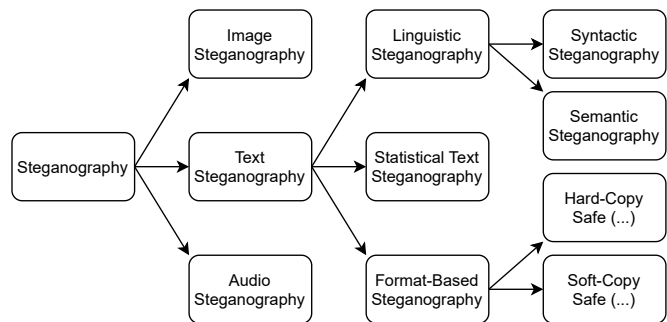 Steganography
Image
Steganography
Text
Steganography
Audio
Steganography
Linguistic
Steganography
Statistical Text
Steganography
Format-Based
Steganography
Syntactic
Steganography
Semantic
Steganography
Hard-Copy
Safe (...)
Soft-Copy
Safe (...)